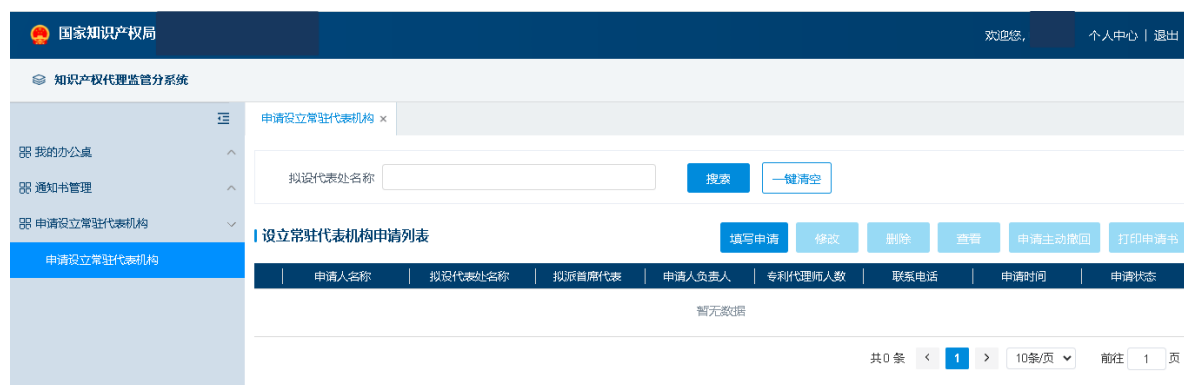 国家知识产权局 欢迎您, 个人中心 | 退出
知识产权代理监管分系统
申请设立常驻代表机构 ×
我的办公桌
通知书管理
申请设立常驻代表机构
申请设立常驻代表机构
拟设代表处名称 搜索 一键清空
设立常驻代表机构申请列表 填写申请 修改 删除 查看 申请主动撤回 打印申请书
申请人名称 拟设代表处名称 拟派首席代表 申请人负责人 专利代理师人数 联系电话 申请时间 申请状态
暂无数据
共 0 条 < 1 > 10条/页 前往 1 页